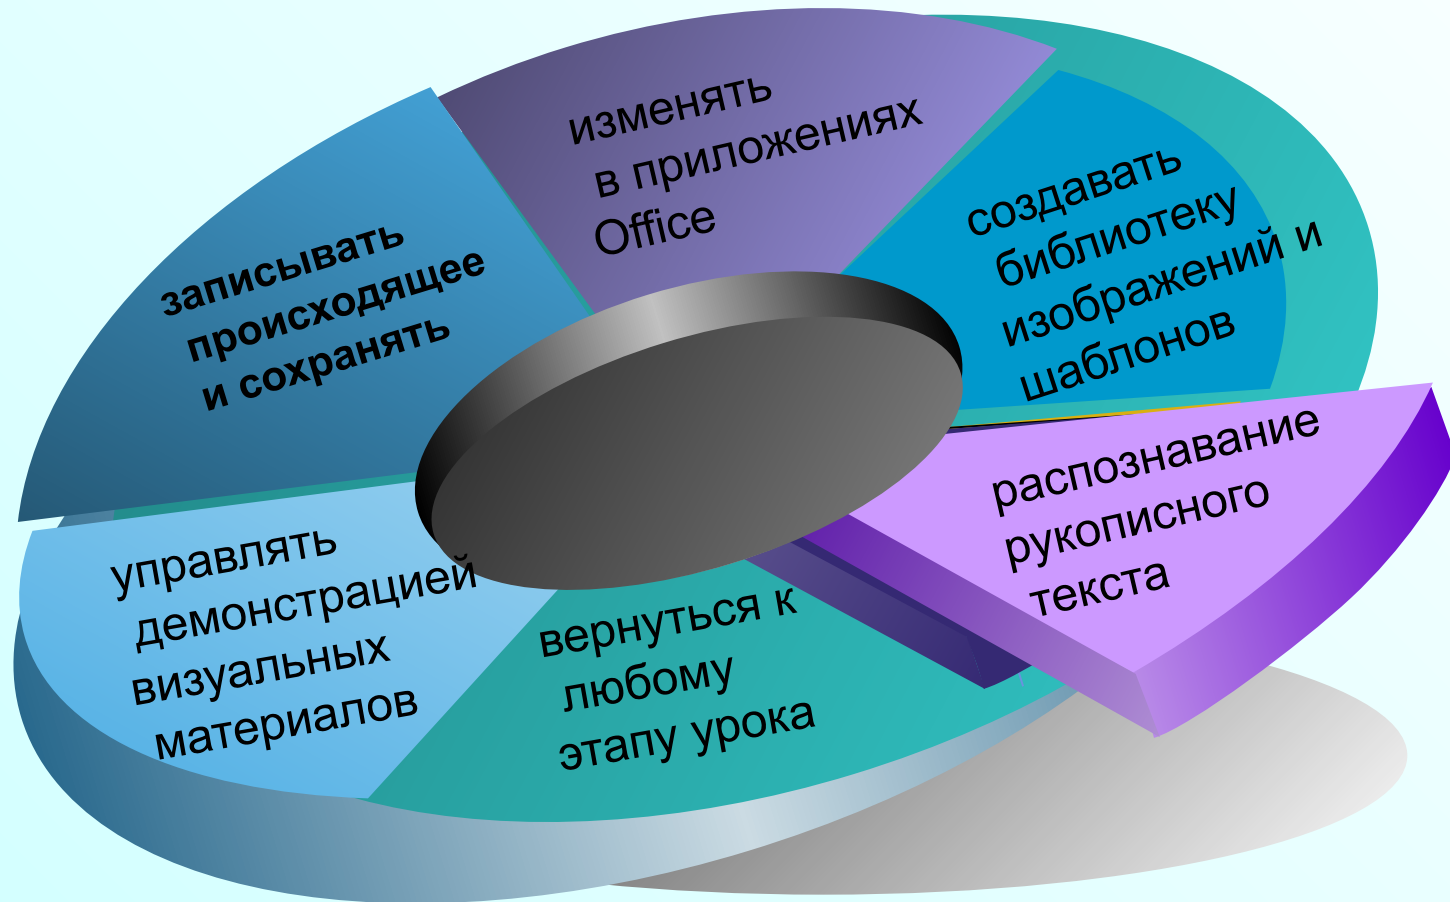 изменять
в приложениях
Office
создавать
библиотеку
изображений и
шаблонов
распознавание
рукописного
текста
вернуться к
любому
этапу урока
управлять
демонстрацией
визуальных
материалов
записывать
происходящее
и сохранять